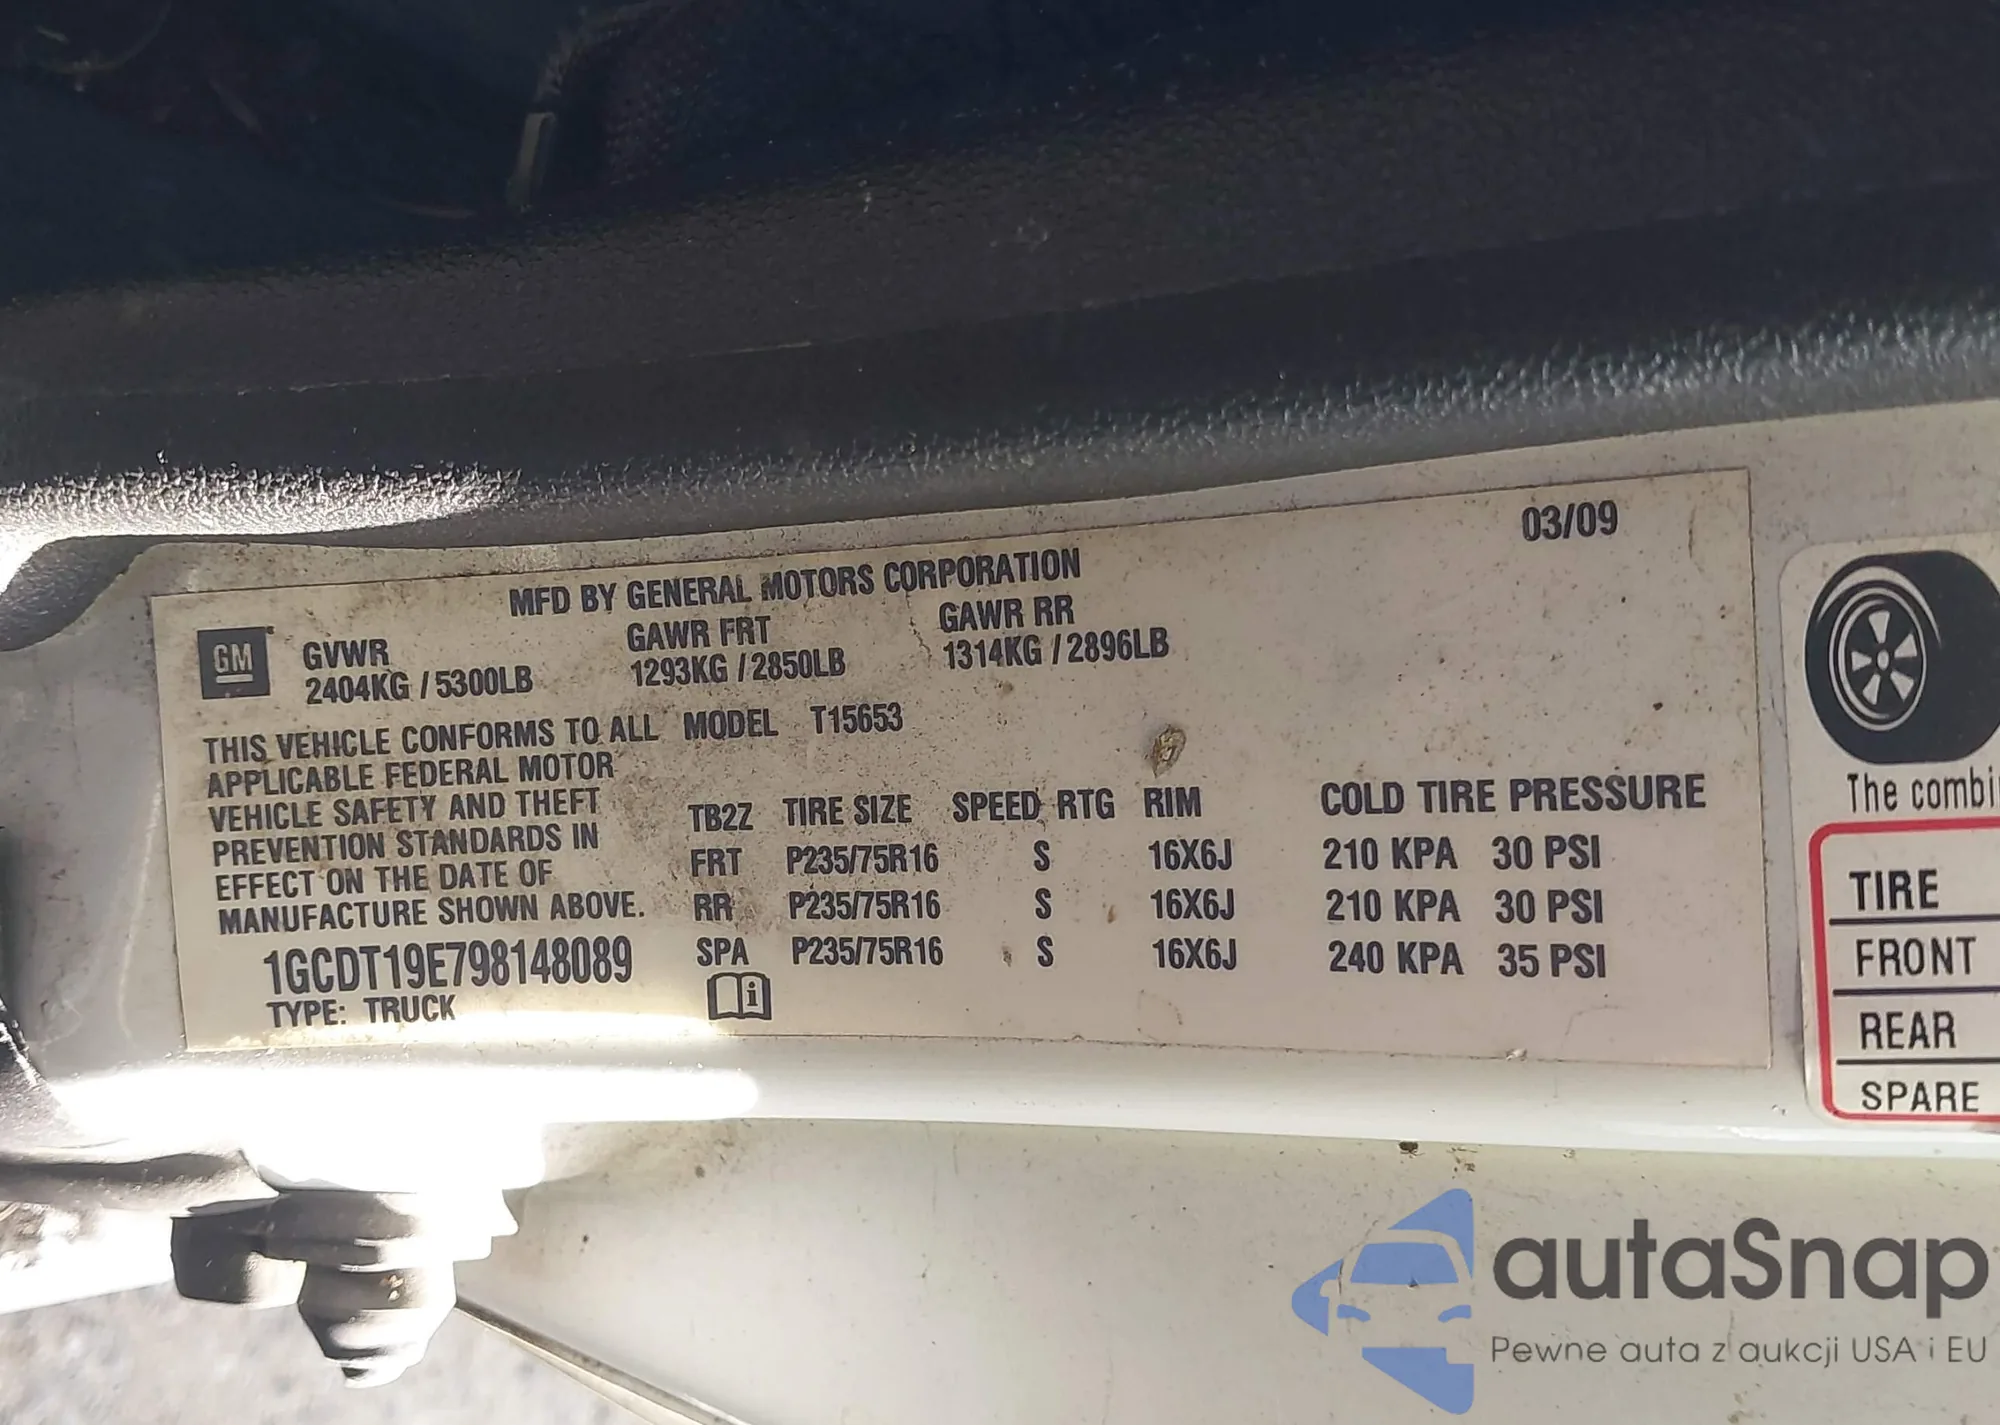 03/09
MFD BY GENERAL MOTORS CORPORATION
GM
GVWR GAWR FRT GAWR RR
2404KG / 5300LB 1293KG / 2850LB 1314KG / 2896LB
THIS VEHICLE CONFORMS TO ALL
APPLICABLE FEDERAL MOTOR
VEHICLE SAFETY AND THEFT
PREVENTION STANDARDS IN
EFFECT ON THE DATE OF
MANUFACTURE SHOWN ABOVE.
1GCDT19E798148089
TYPE: TRUCK
MODEL T15653
TB2Z TIRE SIZE SPEED RTG RIM COLD TIRE PRESSURE
FRT P235/75R16 S 16X6J 210 KPA 30 PSI
RR P235/75R16 S 16X6J 210 KPA 30 PSI
SPA P235/75R16 S 16X6J 240 KPA 35 PSI
i
The
TIRE
FRONT
REAR
SPARE
autaSnap
Pewne auta z aukcji USA i EU